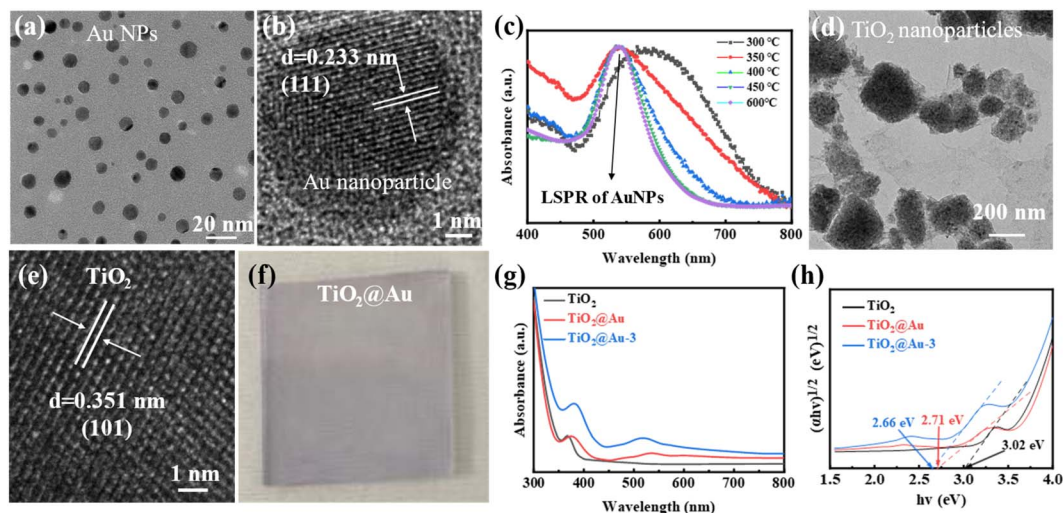 (a)
Au NPs
20 nm
(b)
d=0.233 nm
(111)
Au nanoparticle
1 nm
(c)
300 °C
350 °C
400 °C
450 °C
600°C
LSPR of AuNPs
Absorbance (a.u.)
400 500 600 700 800
Wavelength (nm)
(d)
TiO₂ nanoparticles
200 nm
(e)
TiO₂
d=0.351 nm
(101)
1 nm
(f)
TiO₂@Au
(g)
TiO₂
TiO₂@Au
TiO₂@Au-3
Absorbance (a.u.)
300 400 500 600 700 800
Wavelength (nm)
(h)
TiO₂
TiO₂@Au
TiO₂@Au-3
(αhν)^1/2 (eV)^1/2
2.66 eV
2.71 eV
3.02 eV
1.5 2.0 2.5 3.0 3.5 4.0
hν (eV)